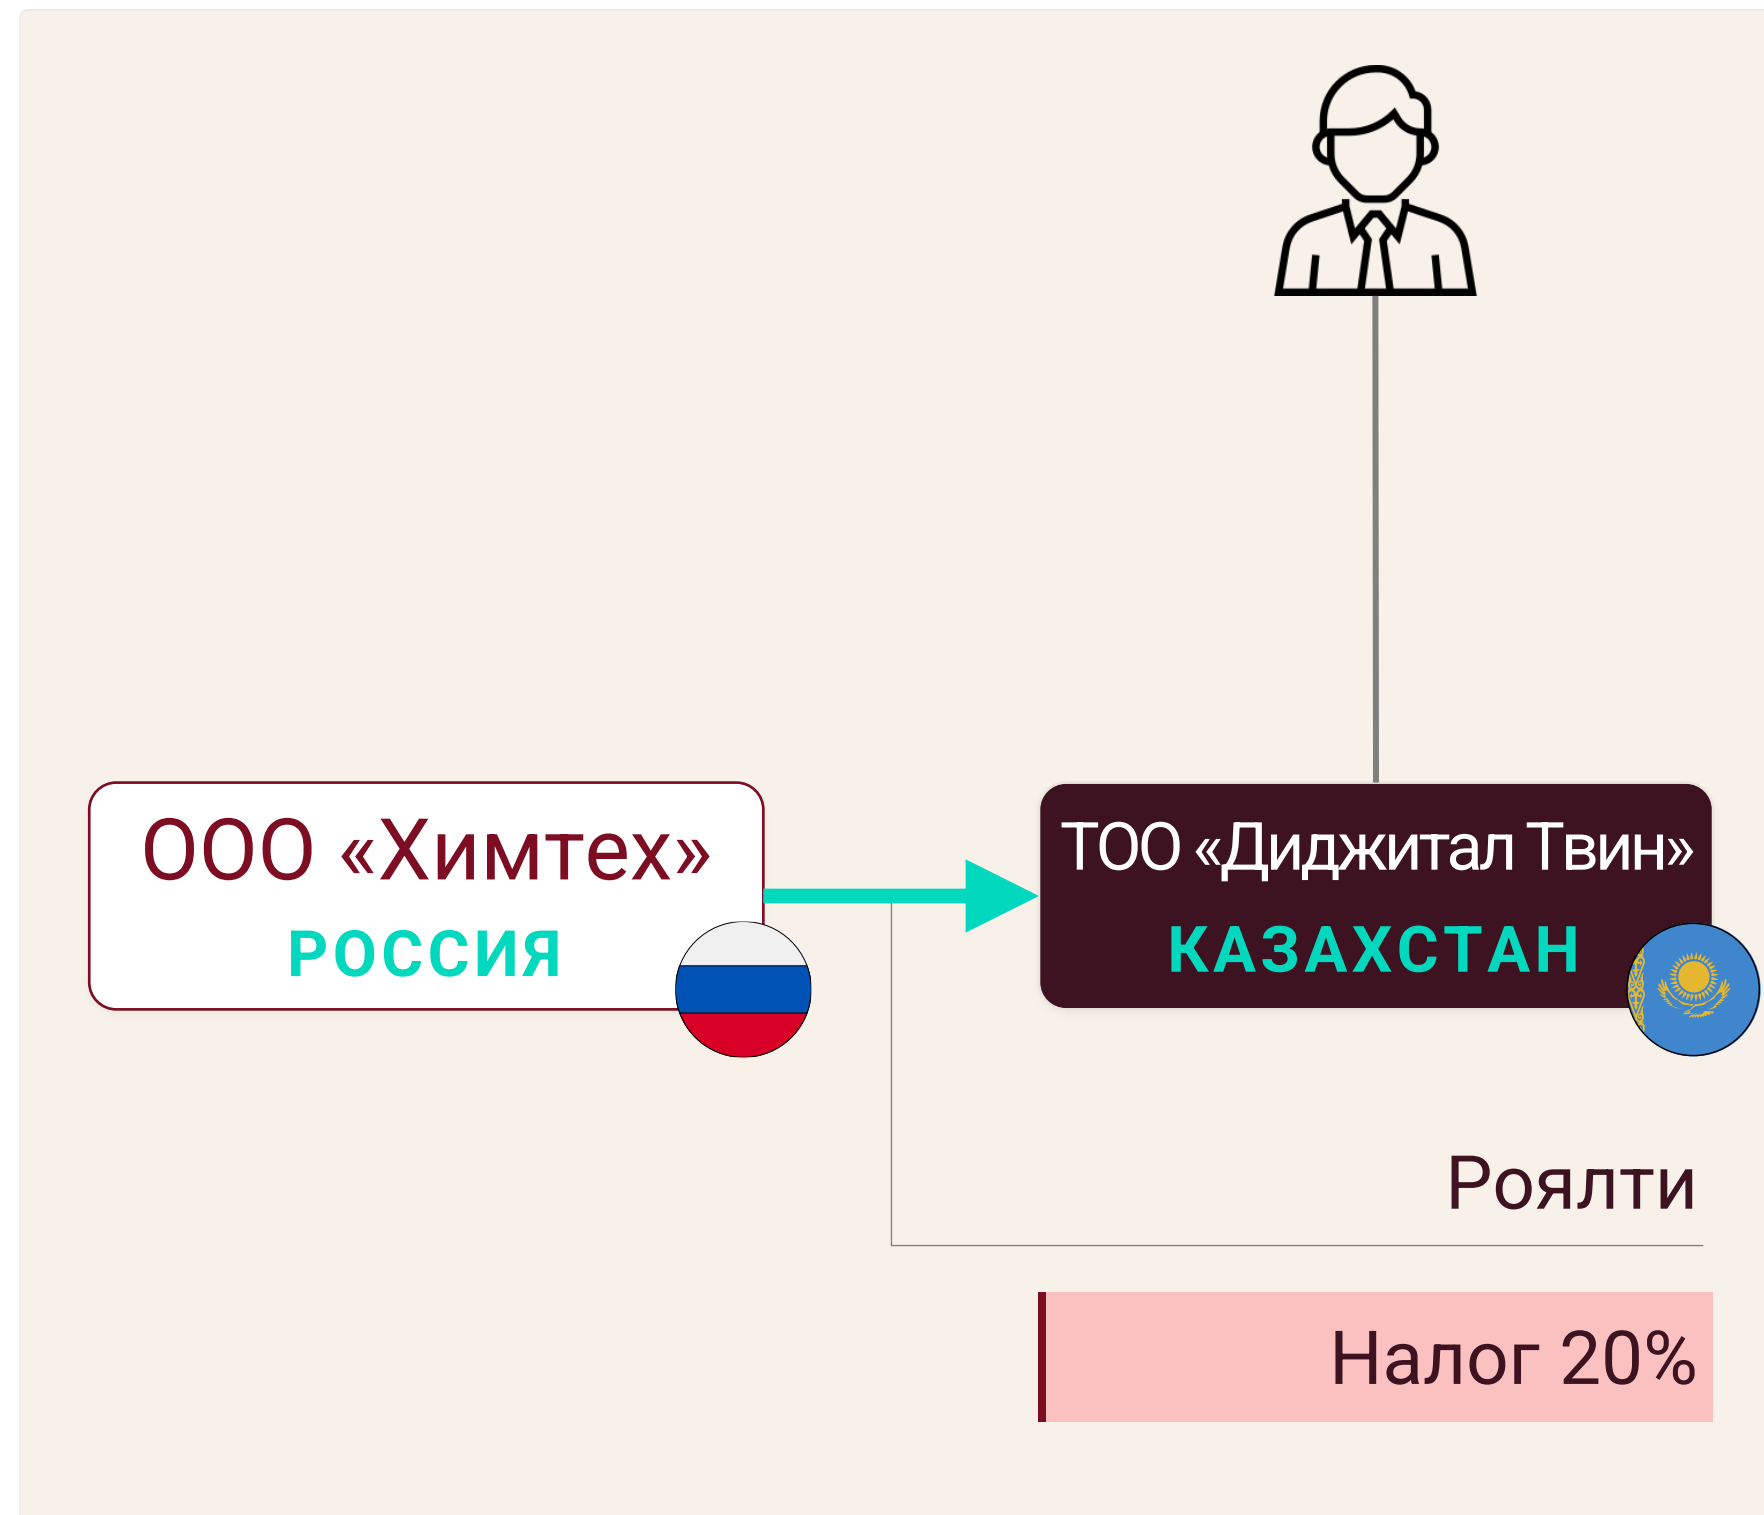 ООО «Химтех»
РОССИЯ
ТОО «Диджитал Твин»
КАЗАХСТАН
Роялти
Налог 20%